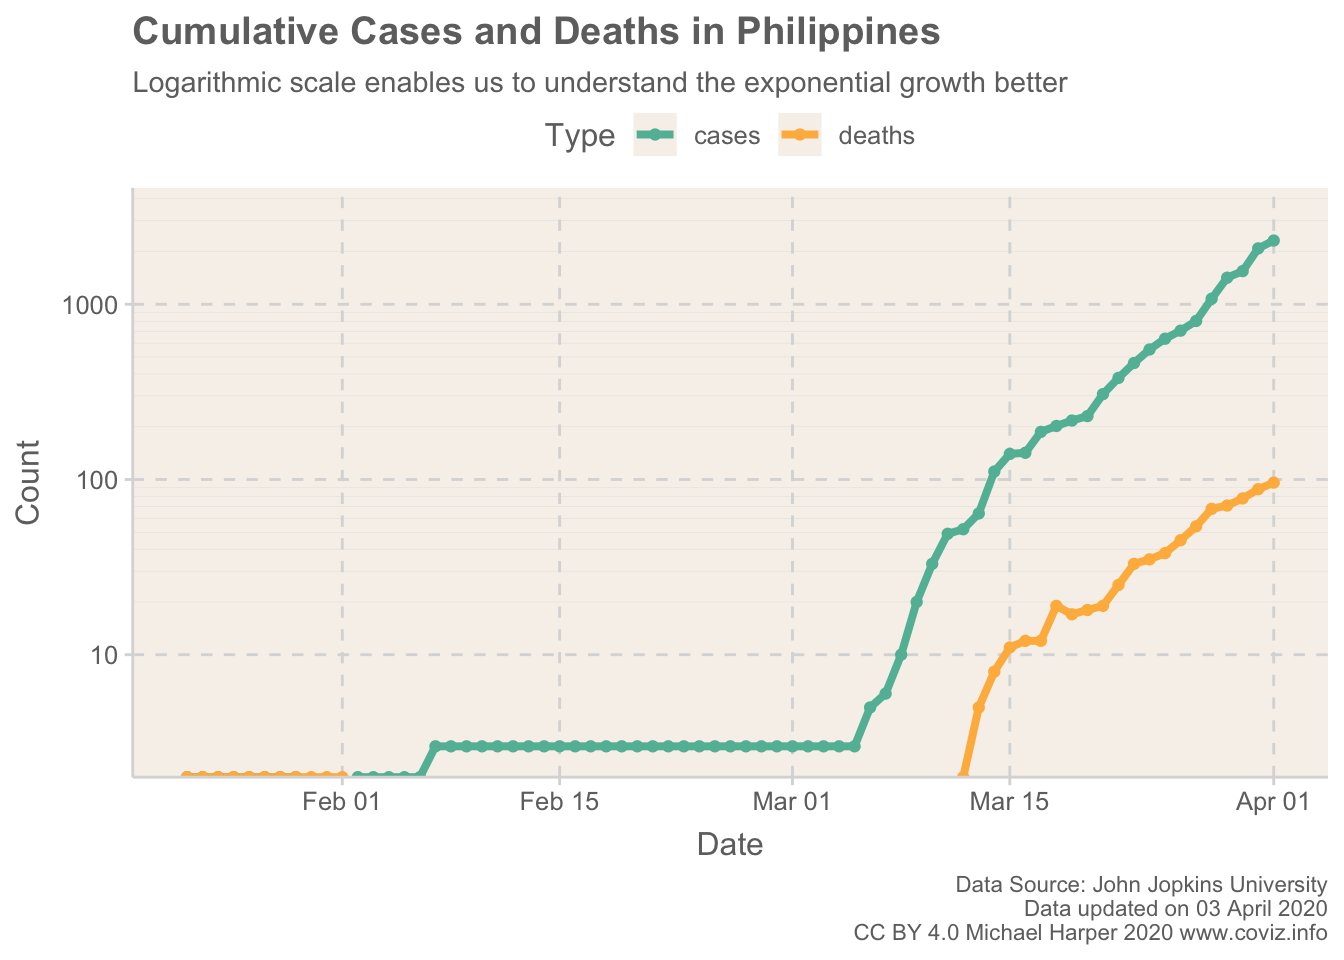 Cumulative Cases and Deaths in Philippines
Logarithmic scale enables us to understand the exponential growth better
Type cases deaths
1000
100
10
Count
Feb 01 Feb 15 Mar 01 Mar 15 Apr 01
Date
Data Source: John Jopkins University
Data updated on 03 April 2020
CC BY 4.0 Michael Harper 2020 www.coviz.info